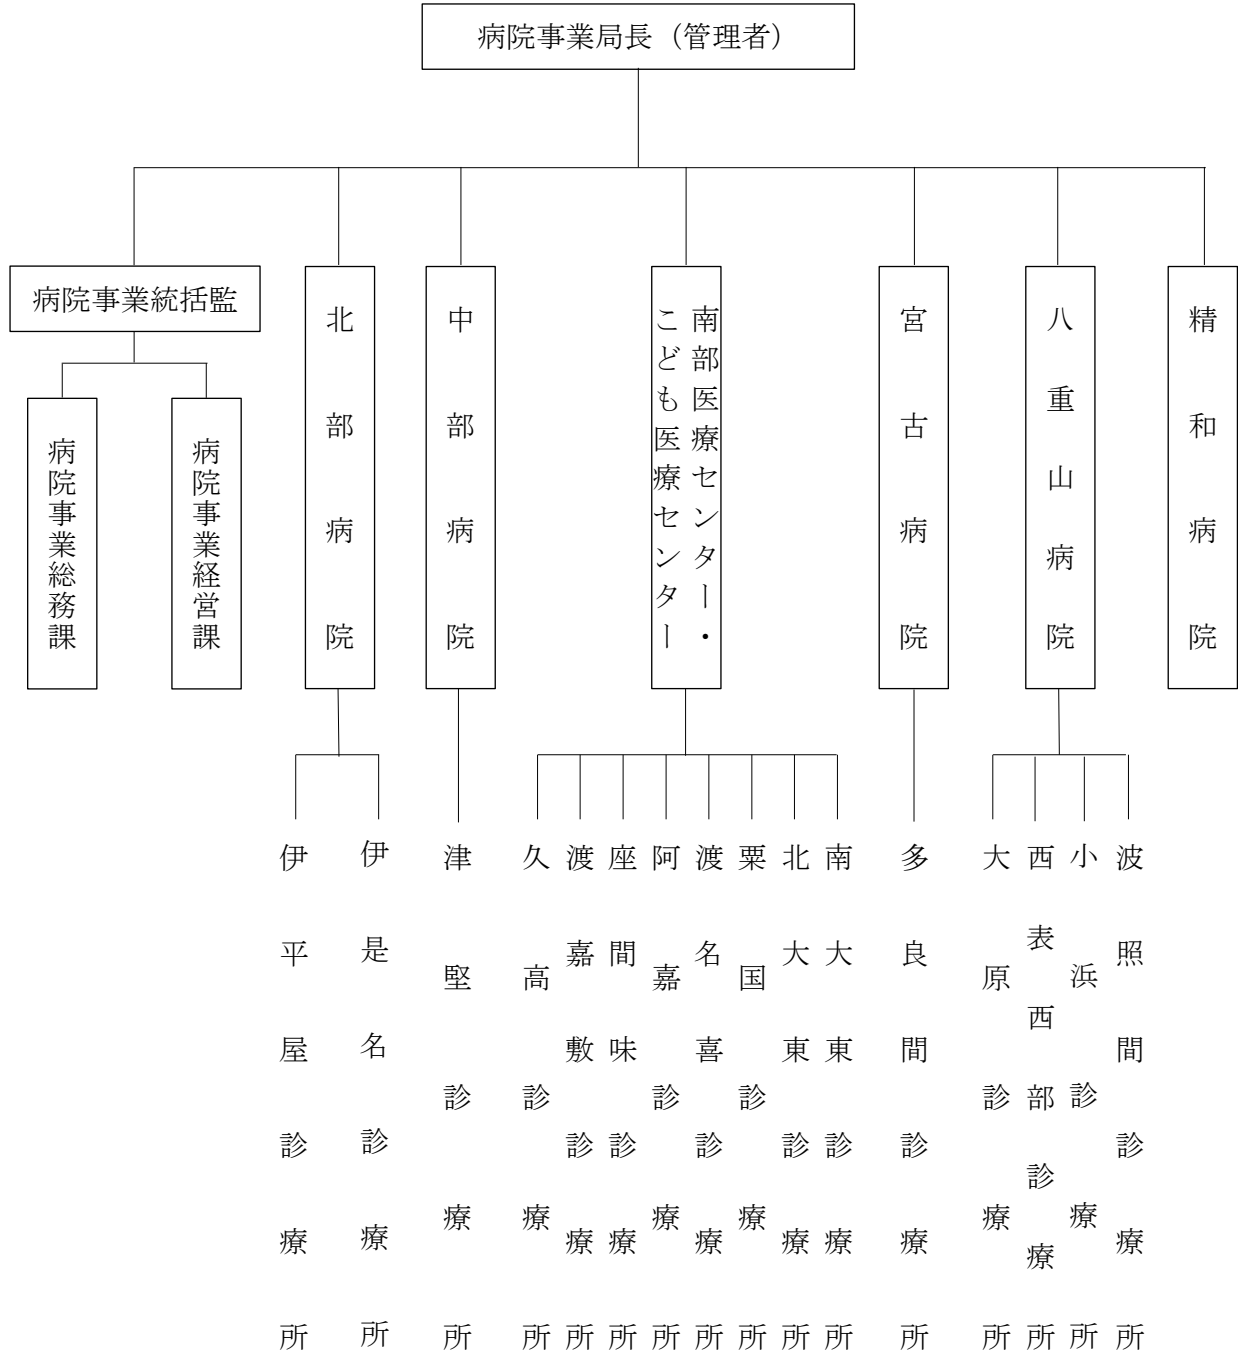 病院事業局長（管理者）
病院事業統括監
病院事業総務課
病院事業経営課
北部病院
中部病院
南部医療センター・
こども医療センター
宮古病院
八重山病院
精和病院
伊平屋診療所
伊是名診療所
津堅診療所
久高診療所
渡嘉敷診療所
座間味診療所
阿嘉診療所
渡名喜診療所
粟国診療所
北大東診療所
南大東診療所
多良間診療所
大原診療所
西表西部診療所
小浜診療所
波照間診療所